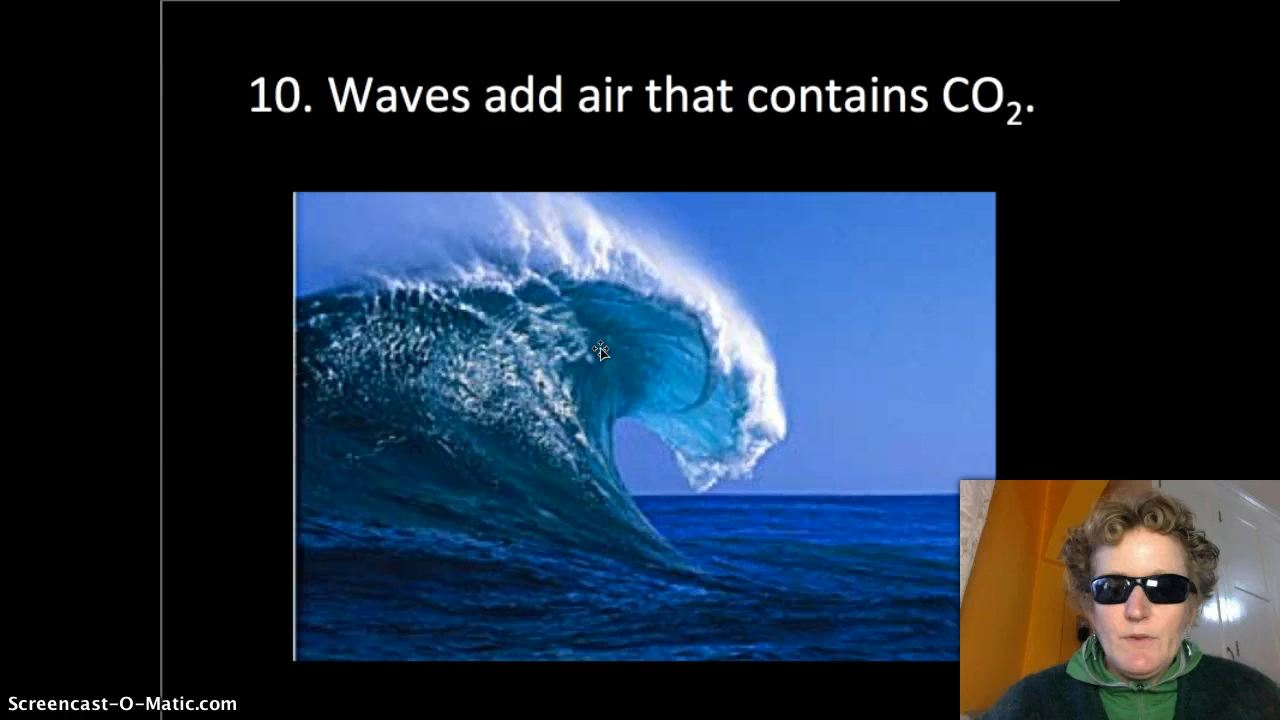 10. Waves add air that contains CO₂.
Screencast-O-Matic.com